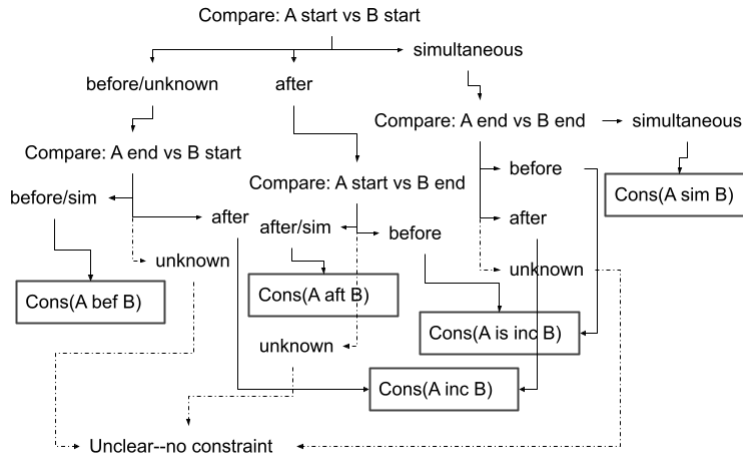 Compare: A start vs B start
simultaneous
before/unknown
after
Compare: A end vs B end
simultaneous
Compare: A end vs B start
before
Compare: A start vs B end
before/sim
Cons(A sim B)
after
after
after/sim
before
unknown
unknown
Cons(A bef B)
Cons(A aft B)
Cons(A is inc B)
unknown
Cons(A inc B)
Unclear--no constraint